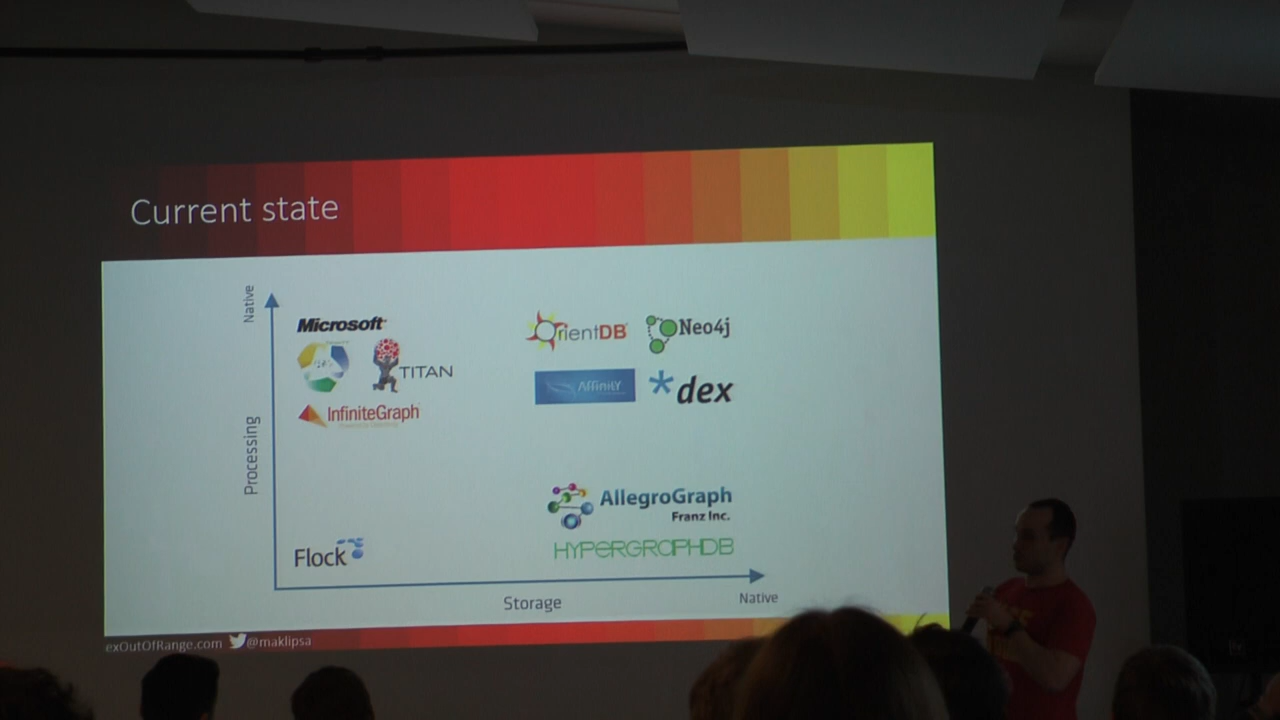 Current state
Native
Processing
Microsoft
TITAN
InfiniteGraph
OrientDB
Neo4j
Affinity
*dex
AllegroGraph
Franz Inc.
Flock
HYPERGRAPHDB
Storage
Native
exOutOfRange.com @maklipsa